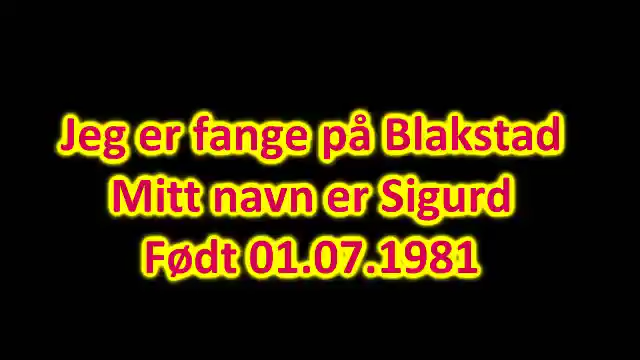 Jeg er fange på Blakstad
Mitt navn er Sigurd
Født 01.07.1981